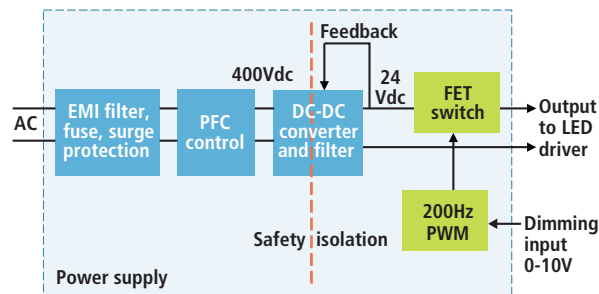 Feedback
400Vdc
24
Vdc
AC
EMI filter,
fuse, surge
protection
PFC
control
DC-DC
converter
and filter
FET
switch
Output
to LED
driver
200Hz
PWM
Dimming
input
0-10V
Safety isolation
Power supply